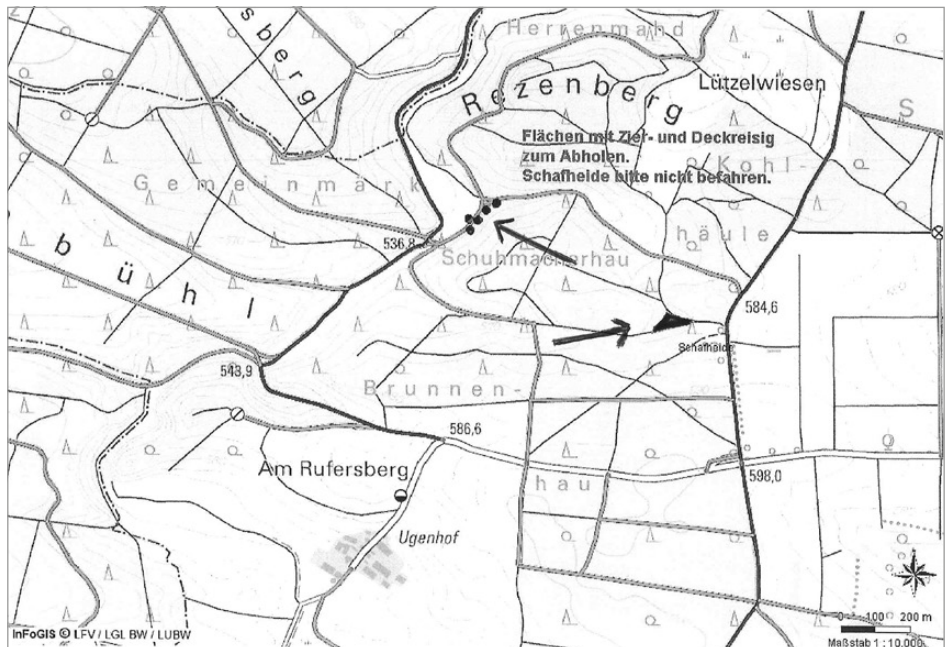 sberg
Herrenmahd
Rezenberg
Lützelwiesen
S
Flächen mit Zier- und Deckreisig
zum Abholen.
Schafheide bitte nicht befahren.
Kohl-
Gemeinmark
536,8
häule
Schuhmacherhau
bühl
584,6
Schafheide
543,9
Brunnen-
586,6
Am Rufersberg
hau
598,0
Ugenhof
InFoGIS © LFV / LGL BW / LUBW
0 100 200 m
Maßstab 1 : 10.000